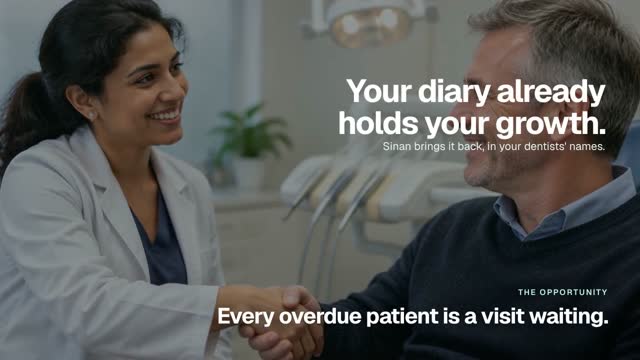 Your diary already
holds your growth.
Sinan brings it back, in your dentists' names.
THE OPPORTUNITY
Every overdue patient is a visit waiting.